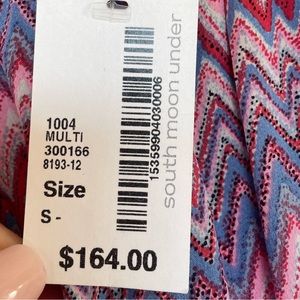 1004
MULTI
300166
8193-12
Size
S -
$164.00
153599040300006
south moon under